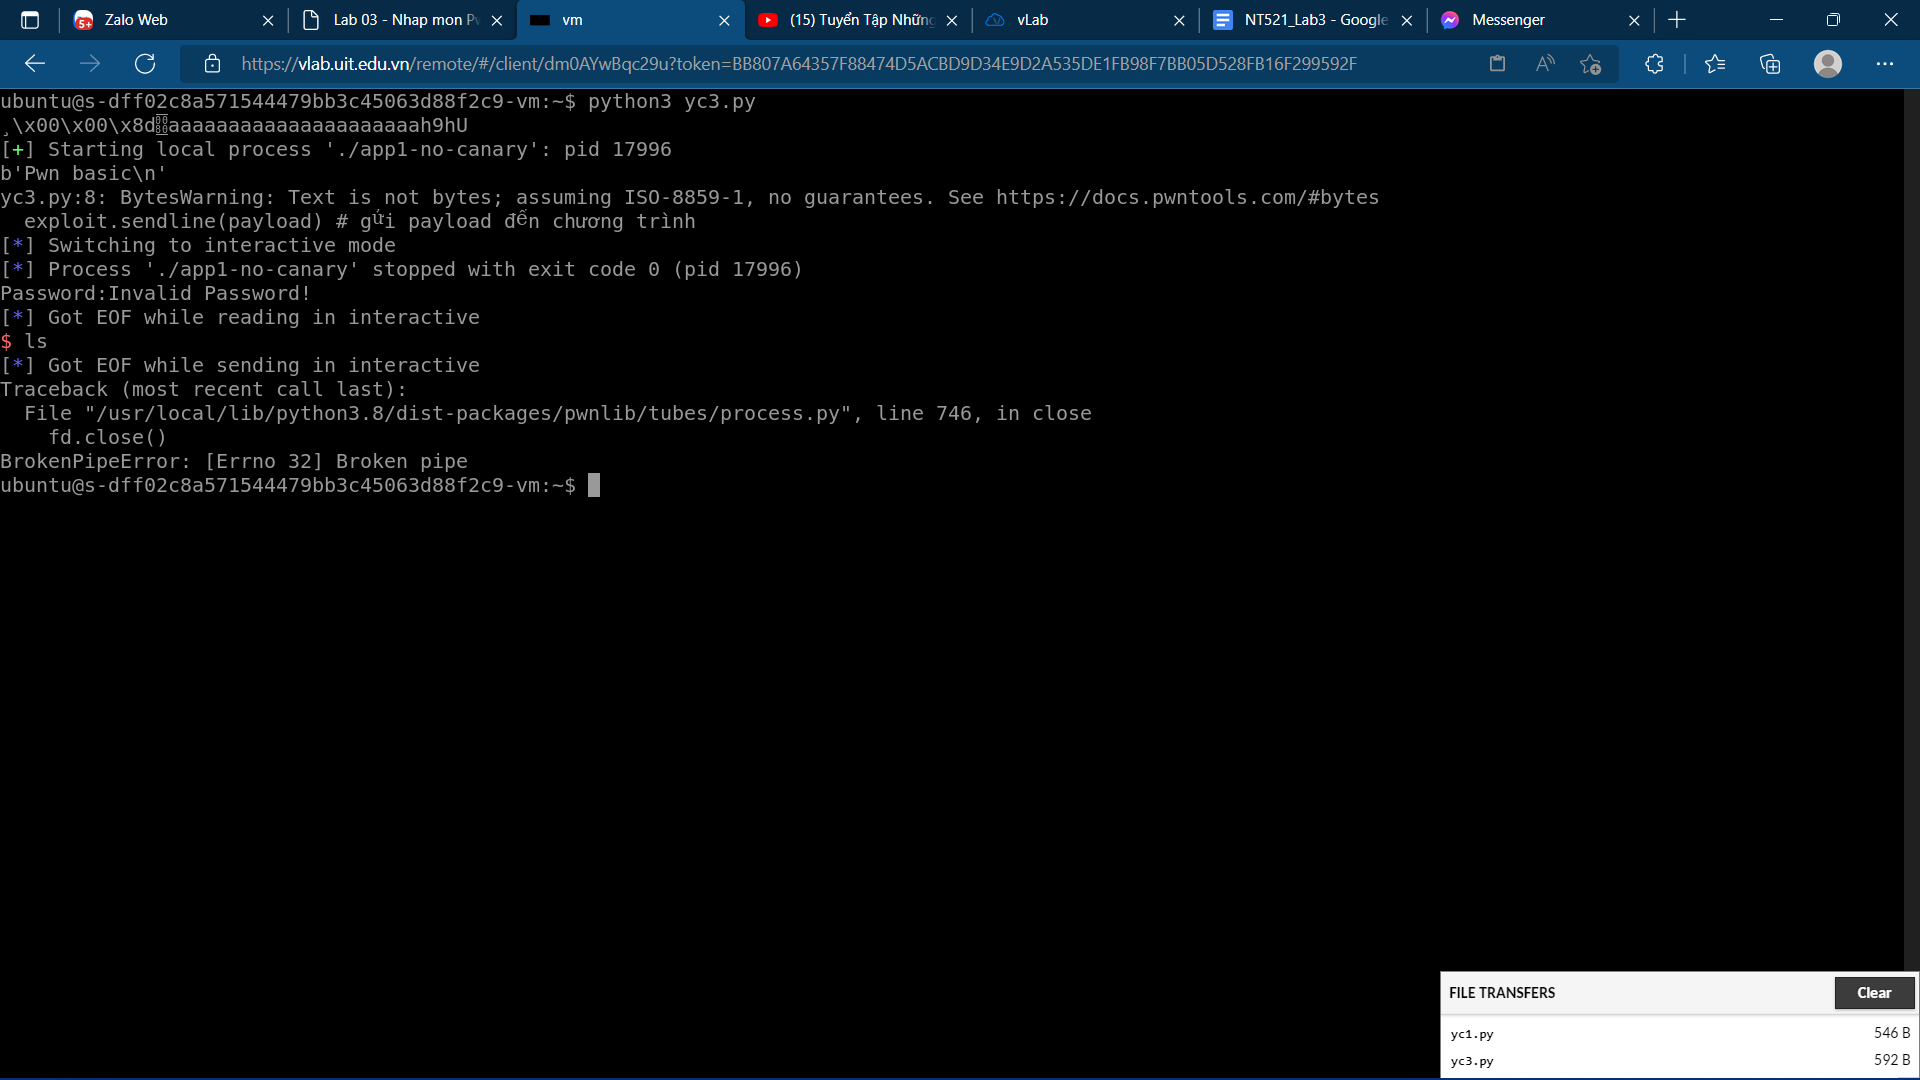 Zalo Web
Lab 03 - Nhap mon Pw
vm
(15) Tuyển Tập Những
vLab
NT521_Lab3 - Google
Messenger
https://vlab.uit.edu.vn/remote/#/client/dm0AYwBqc29u?token=BB807A64357F88474D5ACBD9D34E9D2A535DE1FB98F7BB05D528FB16F299592F
ubuntu@s-dff02c8a571544479bb3c45063d88f2c9-vm:~$ python3 yc3.py
¸\x00\x00\x8daaaaaaaaaaaaaaaaaaaaaah9hU
[+] Starting local process './app1-no-canary': pid 17996
b'Pwn basic\n'
yc3.py:8: BytesWarning: Text is not bytes; assuming ISO-8859-1, no guarantees. See https://docs.pwntools.com/#bytes
exploit.sendline(payload) # gửi payload đến chương trình
[*] Switching to interactive mode
[*] Process './app1-no-canary' stopped with exit code 0 (pid 17996)
Password:Invalid Password!
[*] Got EOF while reading in interactive
$ ls
[*] Got EOF while sending in interactive
Traceback (most recent call last):
File "/usr/local/lib/python3.8/dist-packages/pwnlib/tubes/process.py", line 746, in close
fd.close()
BrokenPipeError: [Errno 32] Broken pipe
ubuntu@s-dff02c8a571544479bb3c45063d88f2c9-vm:~$
FILE TRANSFERS
Clear
yc1.py 546 B
yc3.py 592 B